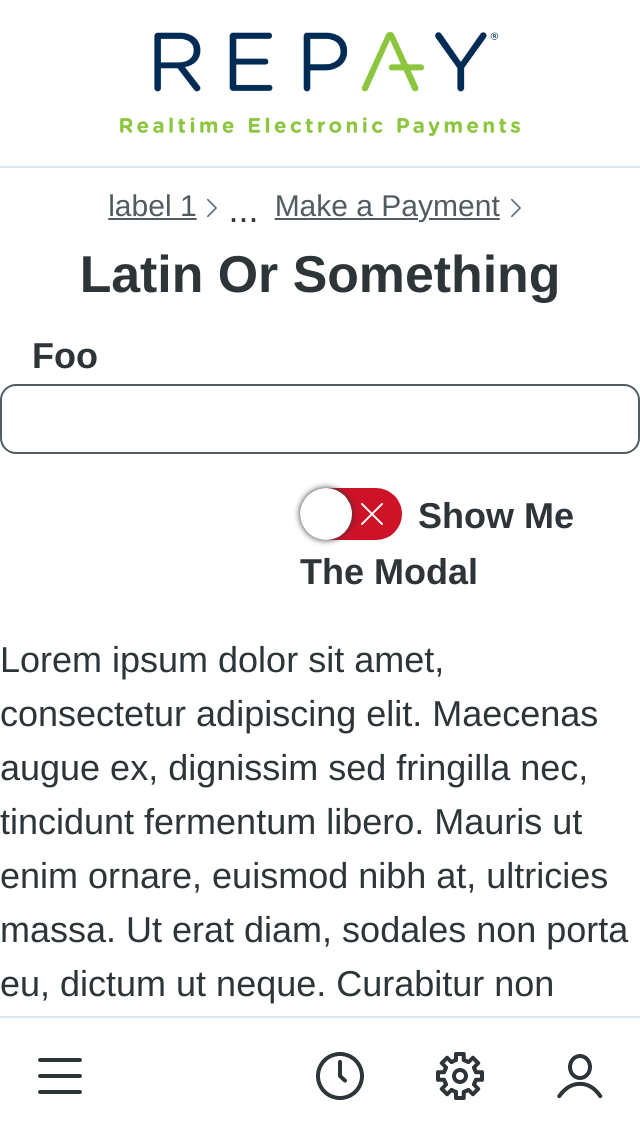 REPAY®
Realtime Electronic Payments
label 1 ... Make a Payment
Latin Or Something
Foo
Show Me
The Modal
Lorem ipsum dolor sit amet,
consectetur adipiscing elit. Maecenas
augue ex, dignissim sed fringilla nec,
tincidunt fermentum libero. Mauris ut
enim ornare, euismod nibh at, ultricies
massa. Ut erat diam, sodales non porta
eu, dictum ut neque. Curabitur non